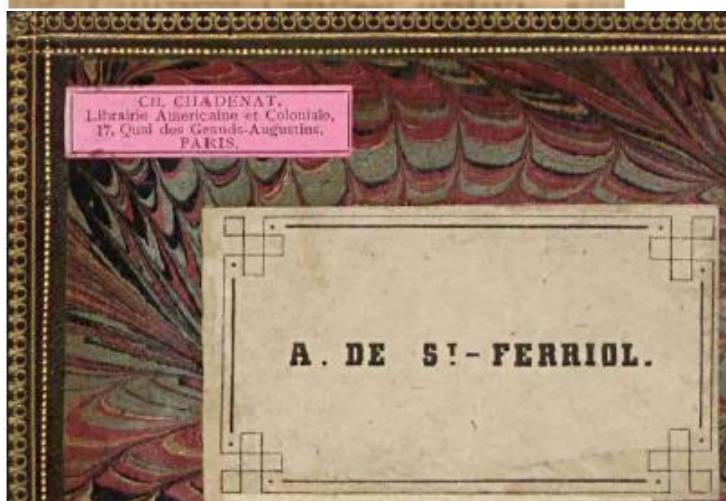 CH. CHADENAT,
Librairie Americaine et Coloniale,
17, Quai des Grands-Augustins,
PARIS.
A. DE ST-FERRIOL.